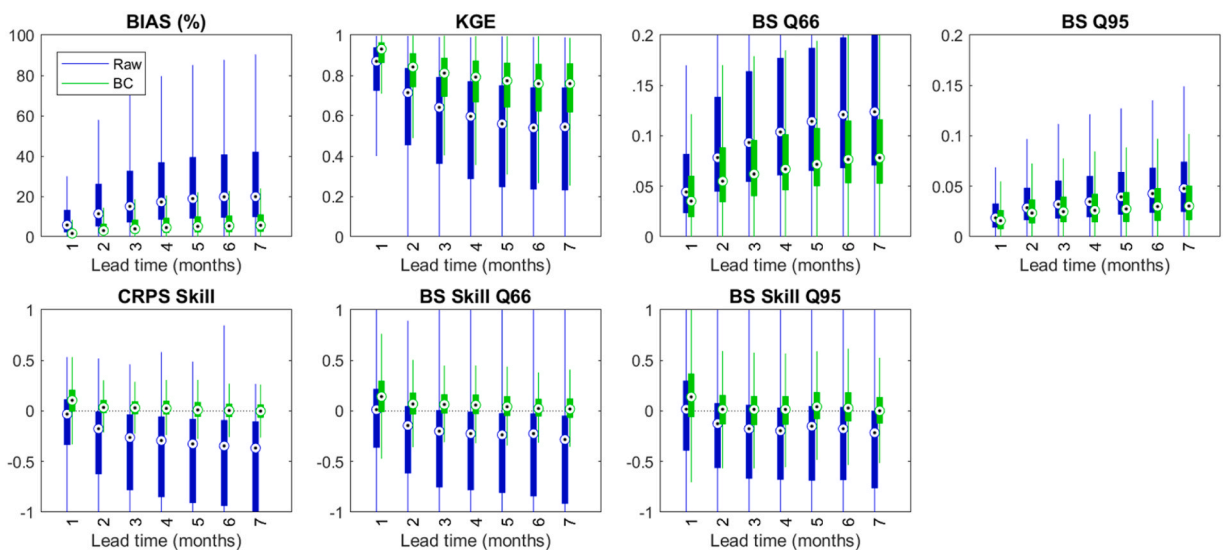 BIAS (%)
KGE
BS Q66
BS Q95
100
80
60
40
20
0
Raw
BC
1
0.8
0.6
0.4
0.2
0
0.2
0.15
0.1
.05
0
0.2
0.15
0.1
0.05
0
1 2 3 4 5 6 7
1 2 3 4 5 6 7
1 2 3 4 5 6 7
1 2 3 4 5 6 7
Lead time (months)
Lead time (months)
Lead time (months)
Lead time (months)
CRPS Skill
BS Skill Q66
BS Skill Q95
1
0.5
0
-0.5
-1
1
0.5
0
-0.5
-1
1
0.5
0
-0.5
-1
1 2 3 4 5 6 7
1 2 3 4 5 6 7
1 2 3 4 5 6 7
Lead time (months)
Lead time (months)
Lead time (months)